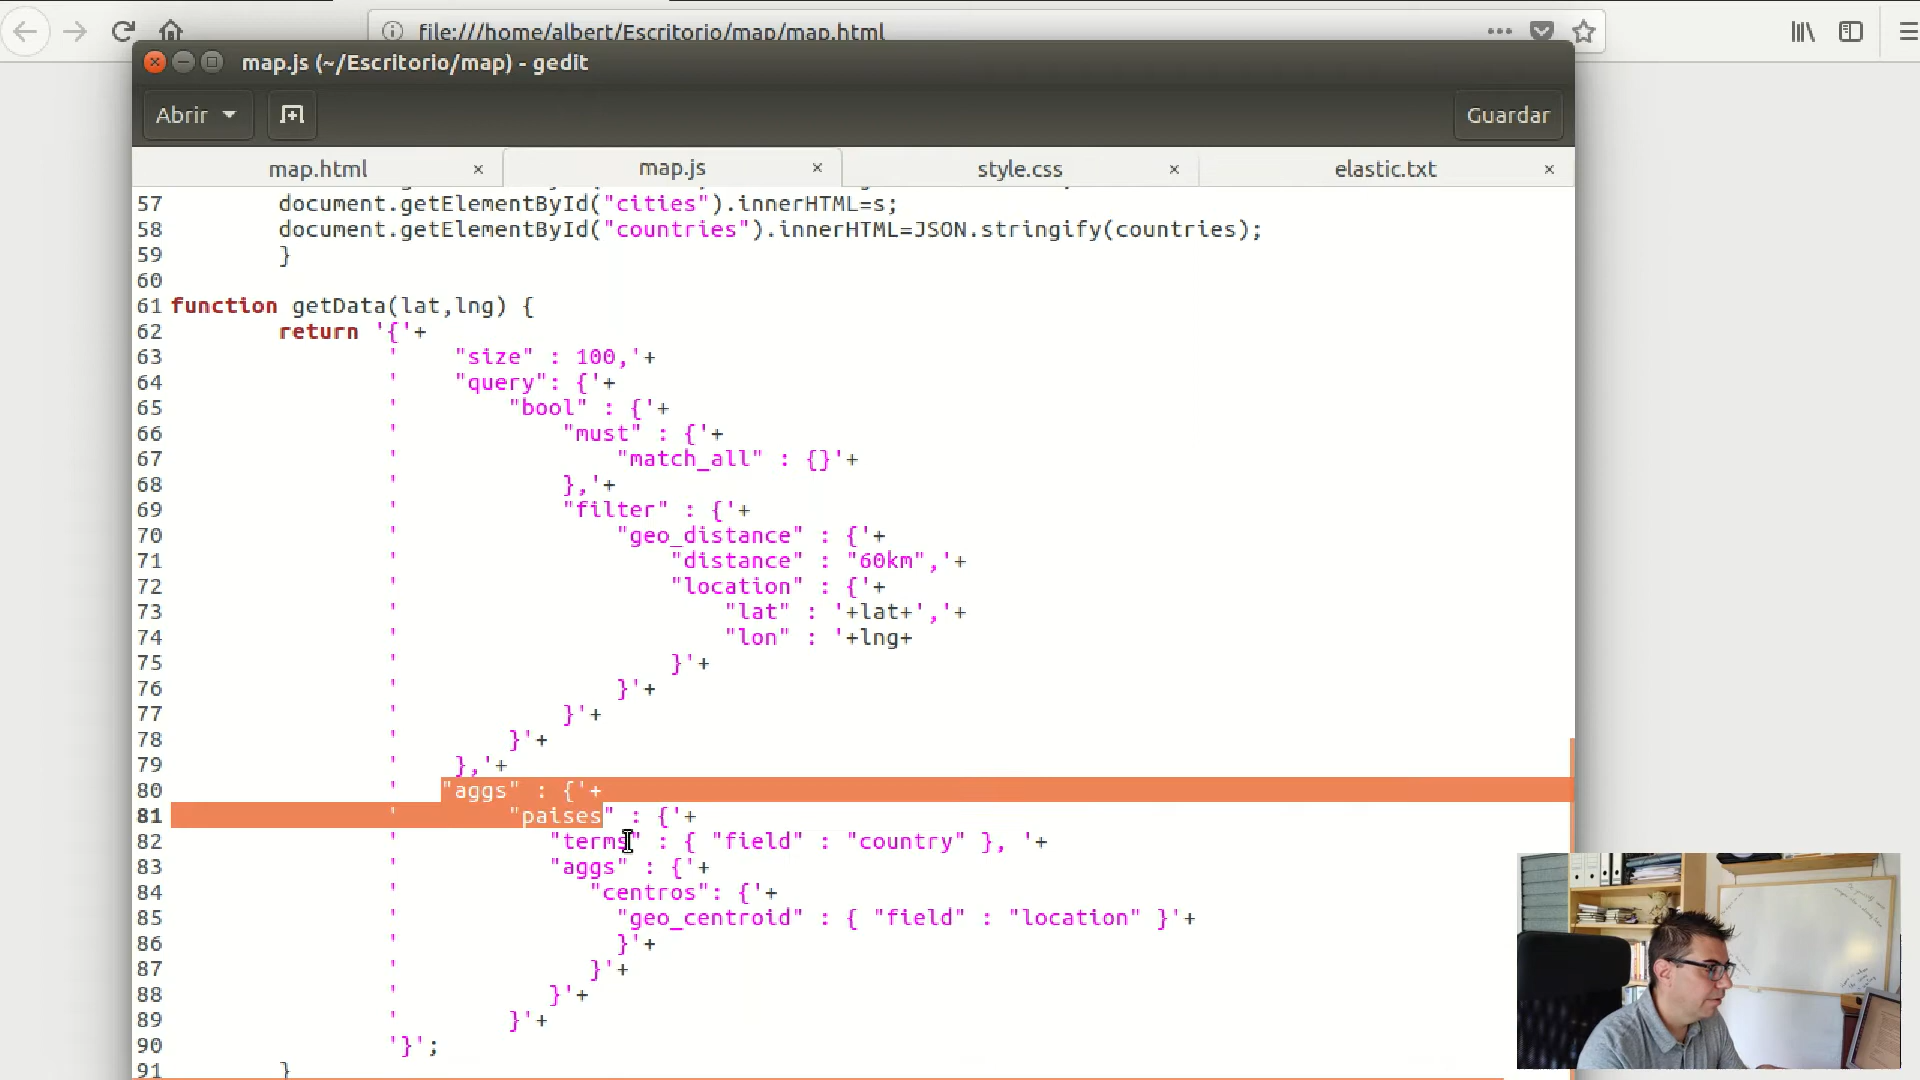 file:///home/albert/Escritorio/map/map.html
map.js (~/Escritorio/map) - gedit
Abrir
Guardar
map.html × map.js × style.css × elastic.txt ×
57 document.getElementById("cities").innerHTML=s;
58 document.getElementById("countries").innerHTML=JSON.stringify(countries);
59 }
60
61 function getData(lat,lng) {
62 return '{'+
63 ' "size" : 100,'+
64 ' "query": {'+
65 ' "bool" : {'+
66 ' "must" : {'+
67 ' "match_all" : {}'+
68 ' },'+
69 ' "filter" : {'+
70 ' "geo_distance" : {'+
71 ' "distance" : "60km",'+
72 ' "location" : {'+
73 ' "lat" : '+lat+','+
74 ' "lon" : '+lng+
75 ' }'+
76 ' }'+
77 ' }'+
78 ' }'+
79 ' },'+
80 ' "aggs" : {'+
81 ' "paises" : {'+
82 ' "terms" : { "field" : "country" }, '+
83 ' "aggs" : {'+
84 ' "centros": {'+
85 ' "geo_centroid" : { "field" : "location" }'+
86 ' }'+
87 ' }'+
88 ' }'+
89 ' }'+
90 '}';
91 }